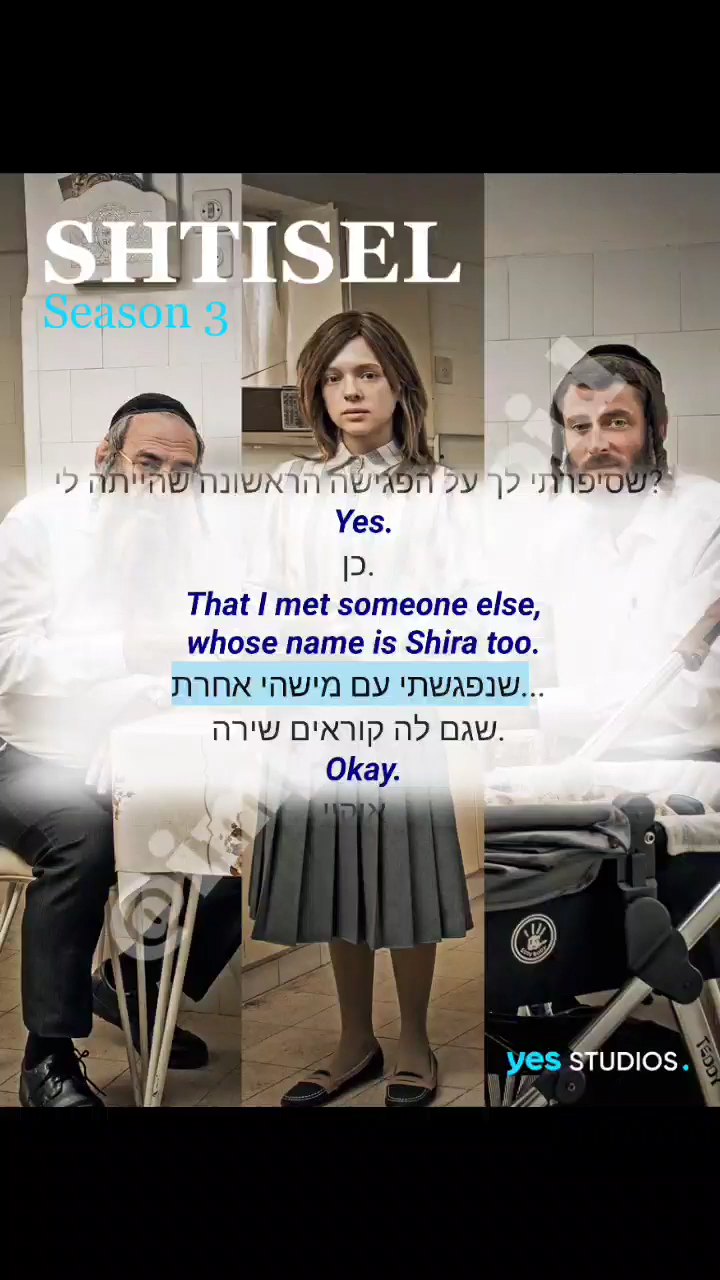 SHTISEL
Season 3
שסיפרתי לך על הפגישה הראשונה שהייתה לי?
Yes.
כן.
That I met someone else,
whose name is Shira too.
שנפגשתי עם מישהי אחרת...
שגם לה קוראים שירה.
Okay.
yes STUDIOS.
TEDDY